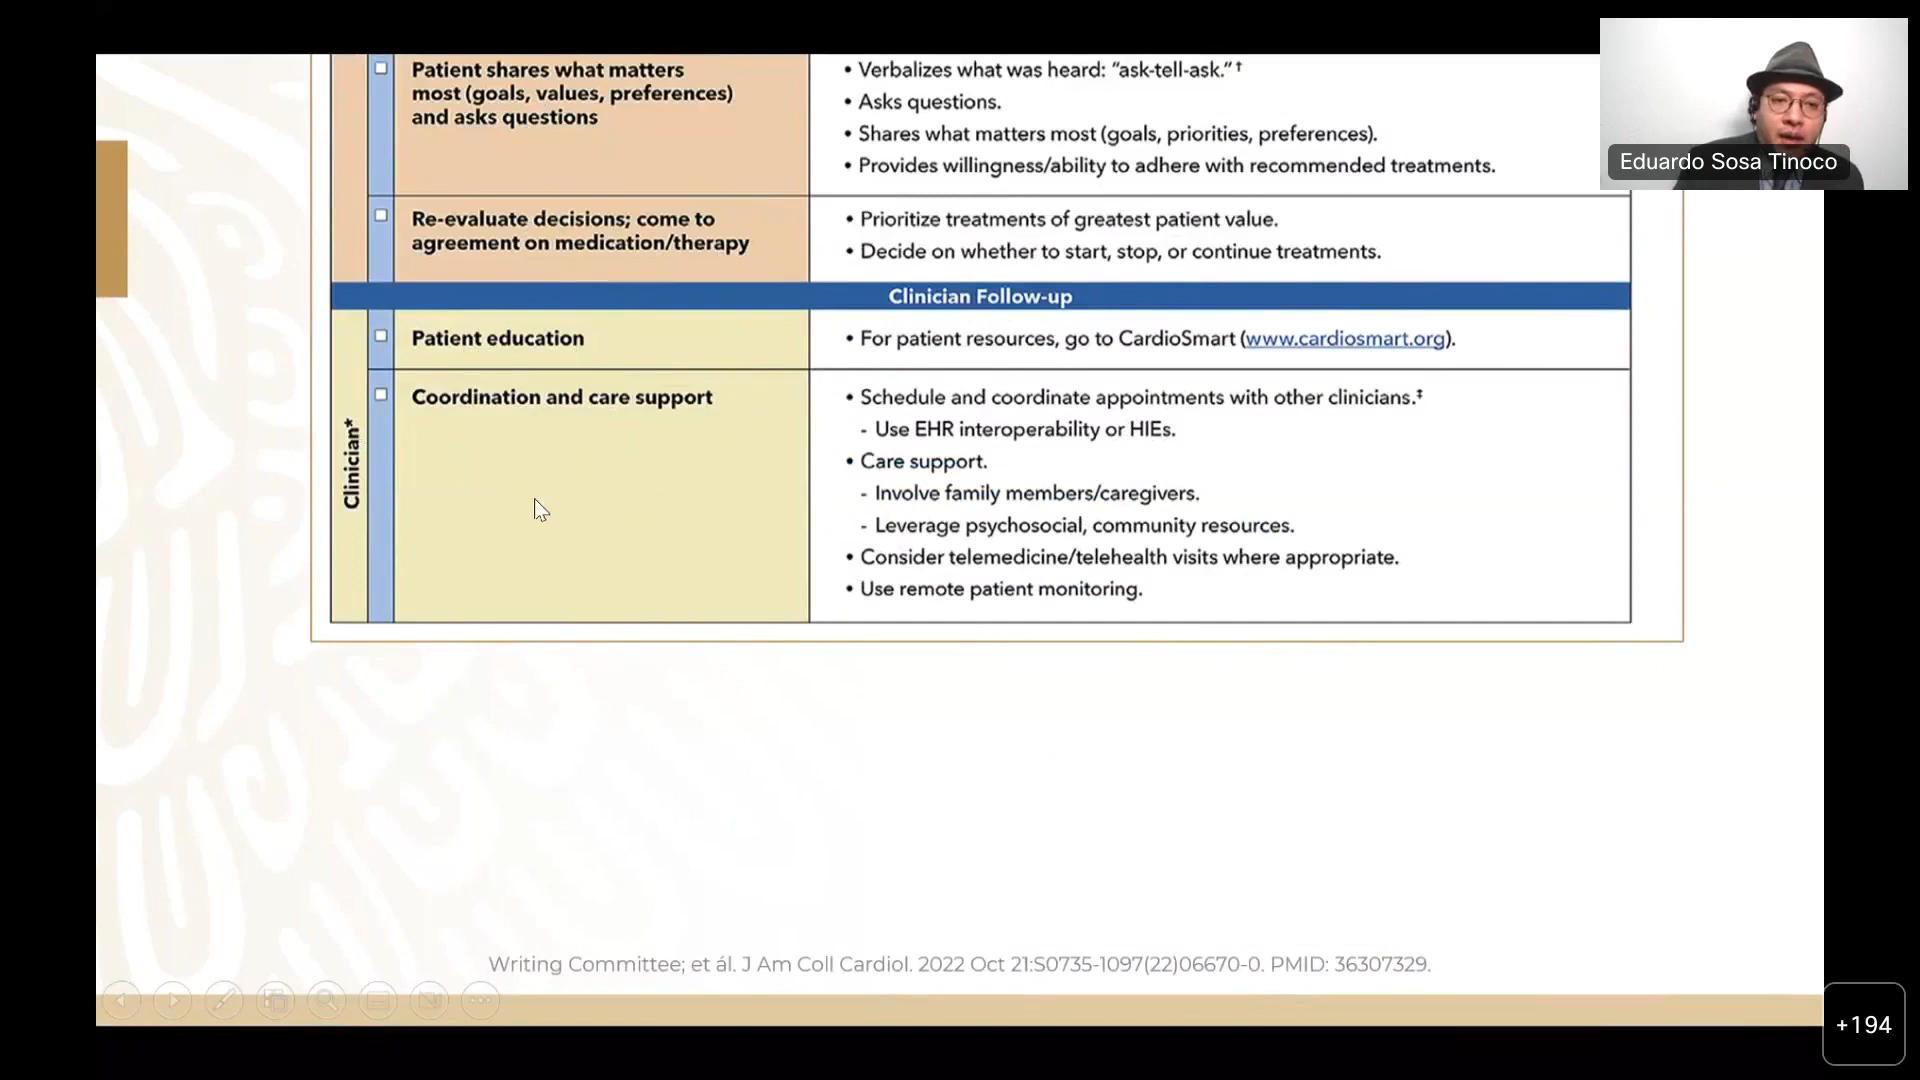 Patient shares what matters
most (goals, values, preferences)
and asks questions
• Verbalizes what was heard: “ask-tell-ask.”†
• Asks questions.
• Shares what matters most (goals, priorities, preferences).
• Provides willingness/ability to adhere with recommended treatments.
Eduardo Sosa Tinoco
Re-evaluate decisions; come to
agreement on medication/therapy
• Prioritize treatments of greatest patient value.
• Decide on whether to start, stop, or continue treatments.
Clinician Follow-up
Clinician*
Patient education
• For patient resources, go to CardioSmart (www.cardiosmart.org).
Coordination and care support
• Schedule and coordinate appointments with other clinicians.‡
- Use EHR interoperability or HIEs.
• Care support.
- Involve family members/caregivers.
- Leverage psychosocial, community resources.
• Consider telemedicine/telehealth visits where appropriate.
• Use remote patient monitoring.
Writing Committee; et ál. J Am Coll Cardiol. 2022 Oct 21:S0735-1097(22)06670-0. PMID: 36307329.
+194